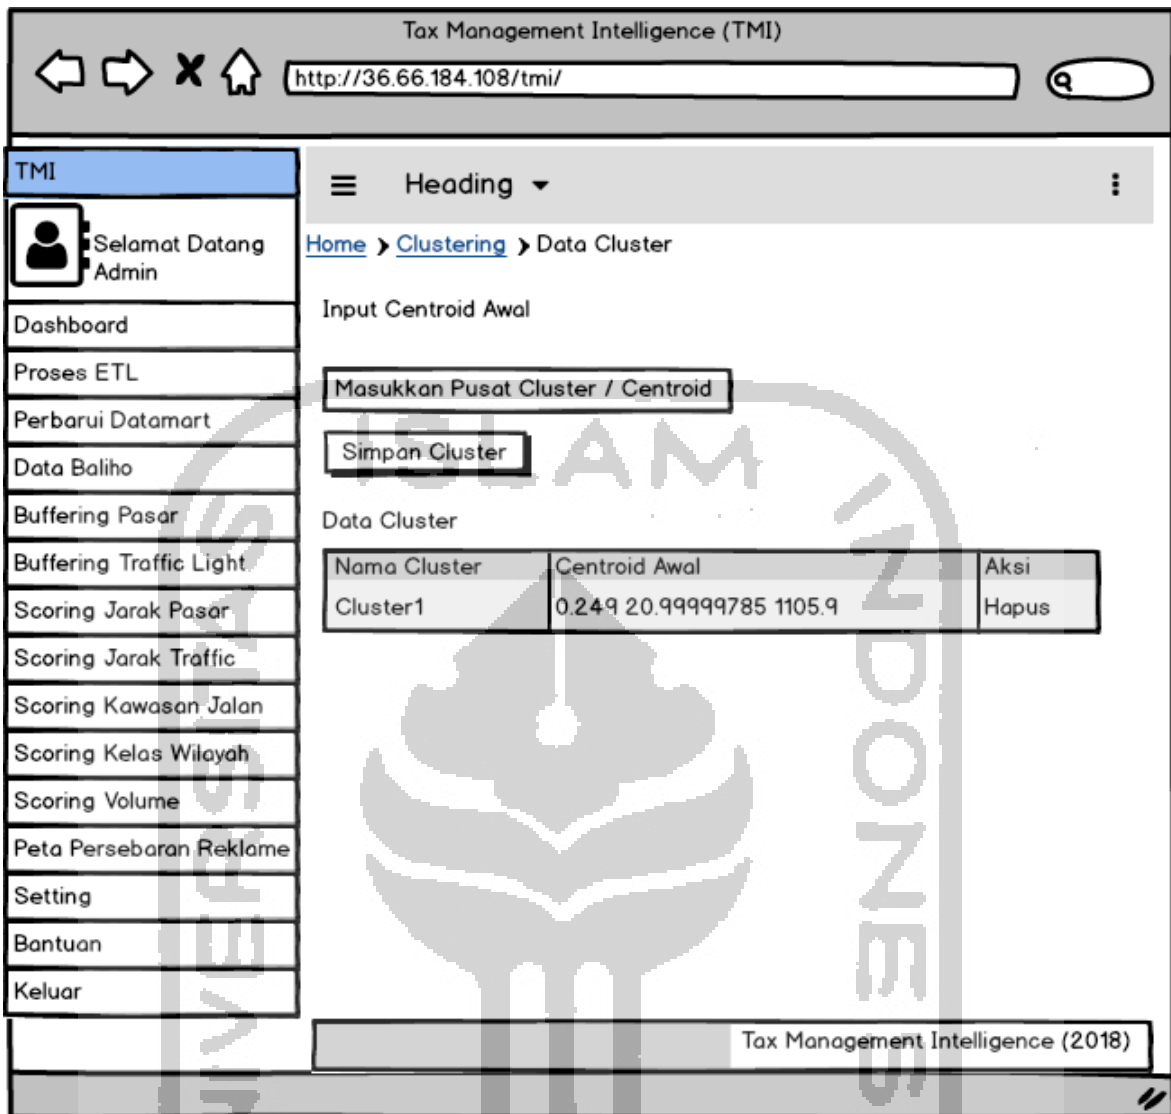 Tax Management Intelligence (TMI)
http://36.66.184.108/tmi/
TMI
Selamat Datang
Admin
Dashboard
Proses ETL
Perbarui Datamart
Data Baliho
Buffering Pasar
Buffering Traffic Light
Scoring Jarak Pasar
Scoring Jarak Traffic
Scoring Kawasan Jalan
Scoring Kelas Wilayah
Scoring Volume
Peta Persebaran Reklame
Setting
Bantuan
Keluar
Heading
Home Clustering Data Cluster
Input Centroid Awal
Masukkan Pusat Cluster / Centroid
Simpan Cluster
Data Cluster
Nama Cluster Centroid Awal Aksi
Cluster1 0.249 20.99999785 1105.9 Hapus
Tax Management Intelligence (2018)
ISLAM